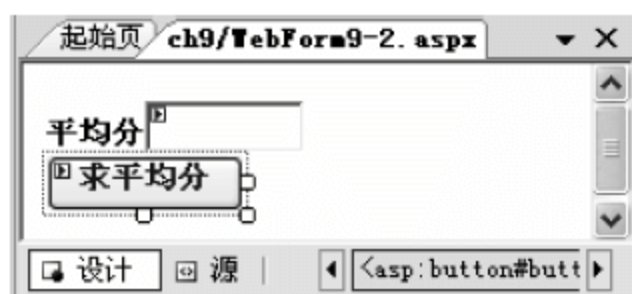 起始页 ch9/WebForm9-2.aspx
平均分
求平均分
设计 源 <asp:button#butt